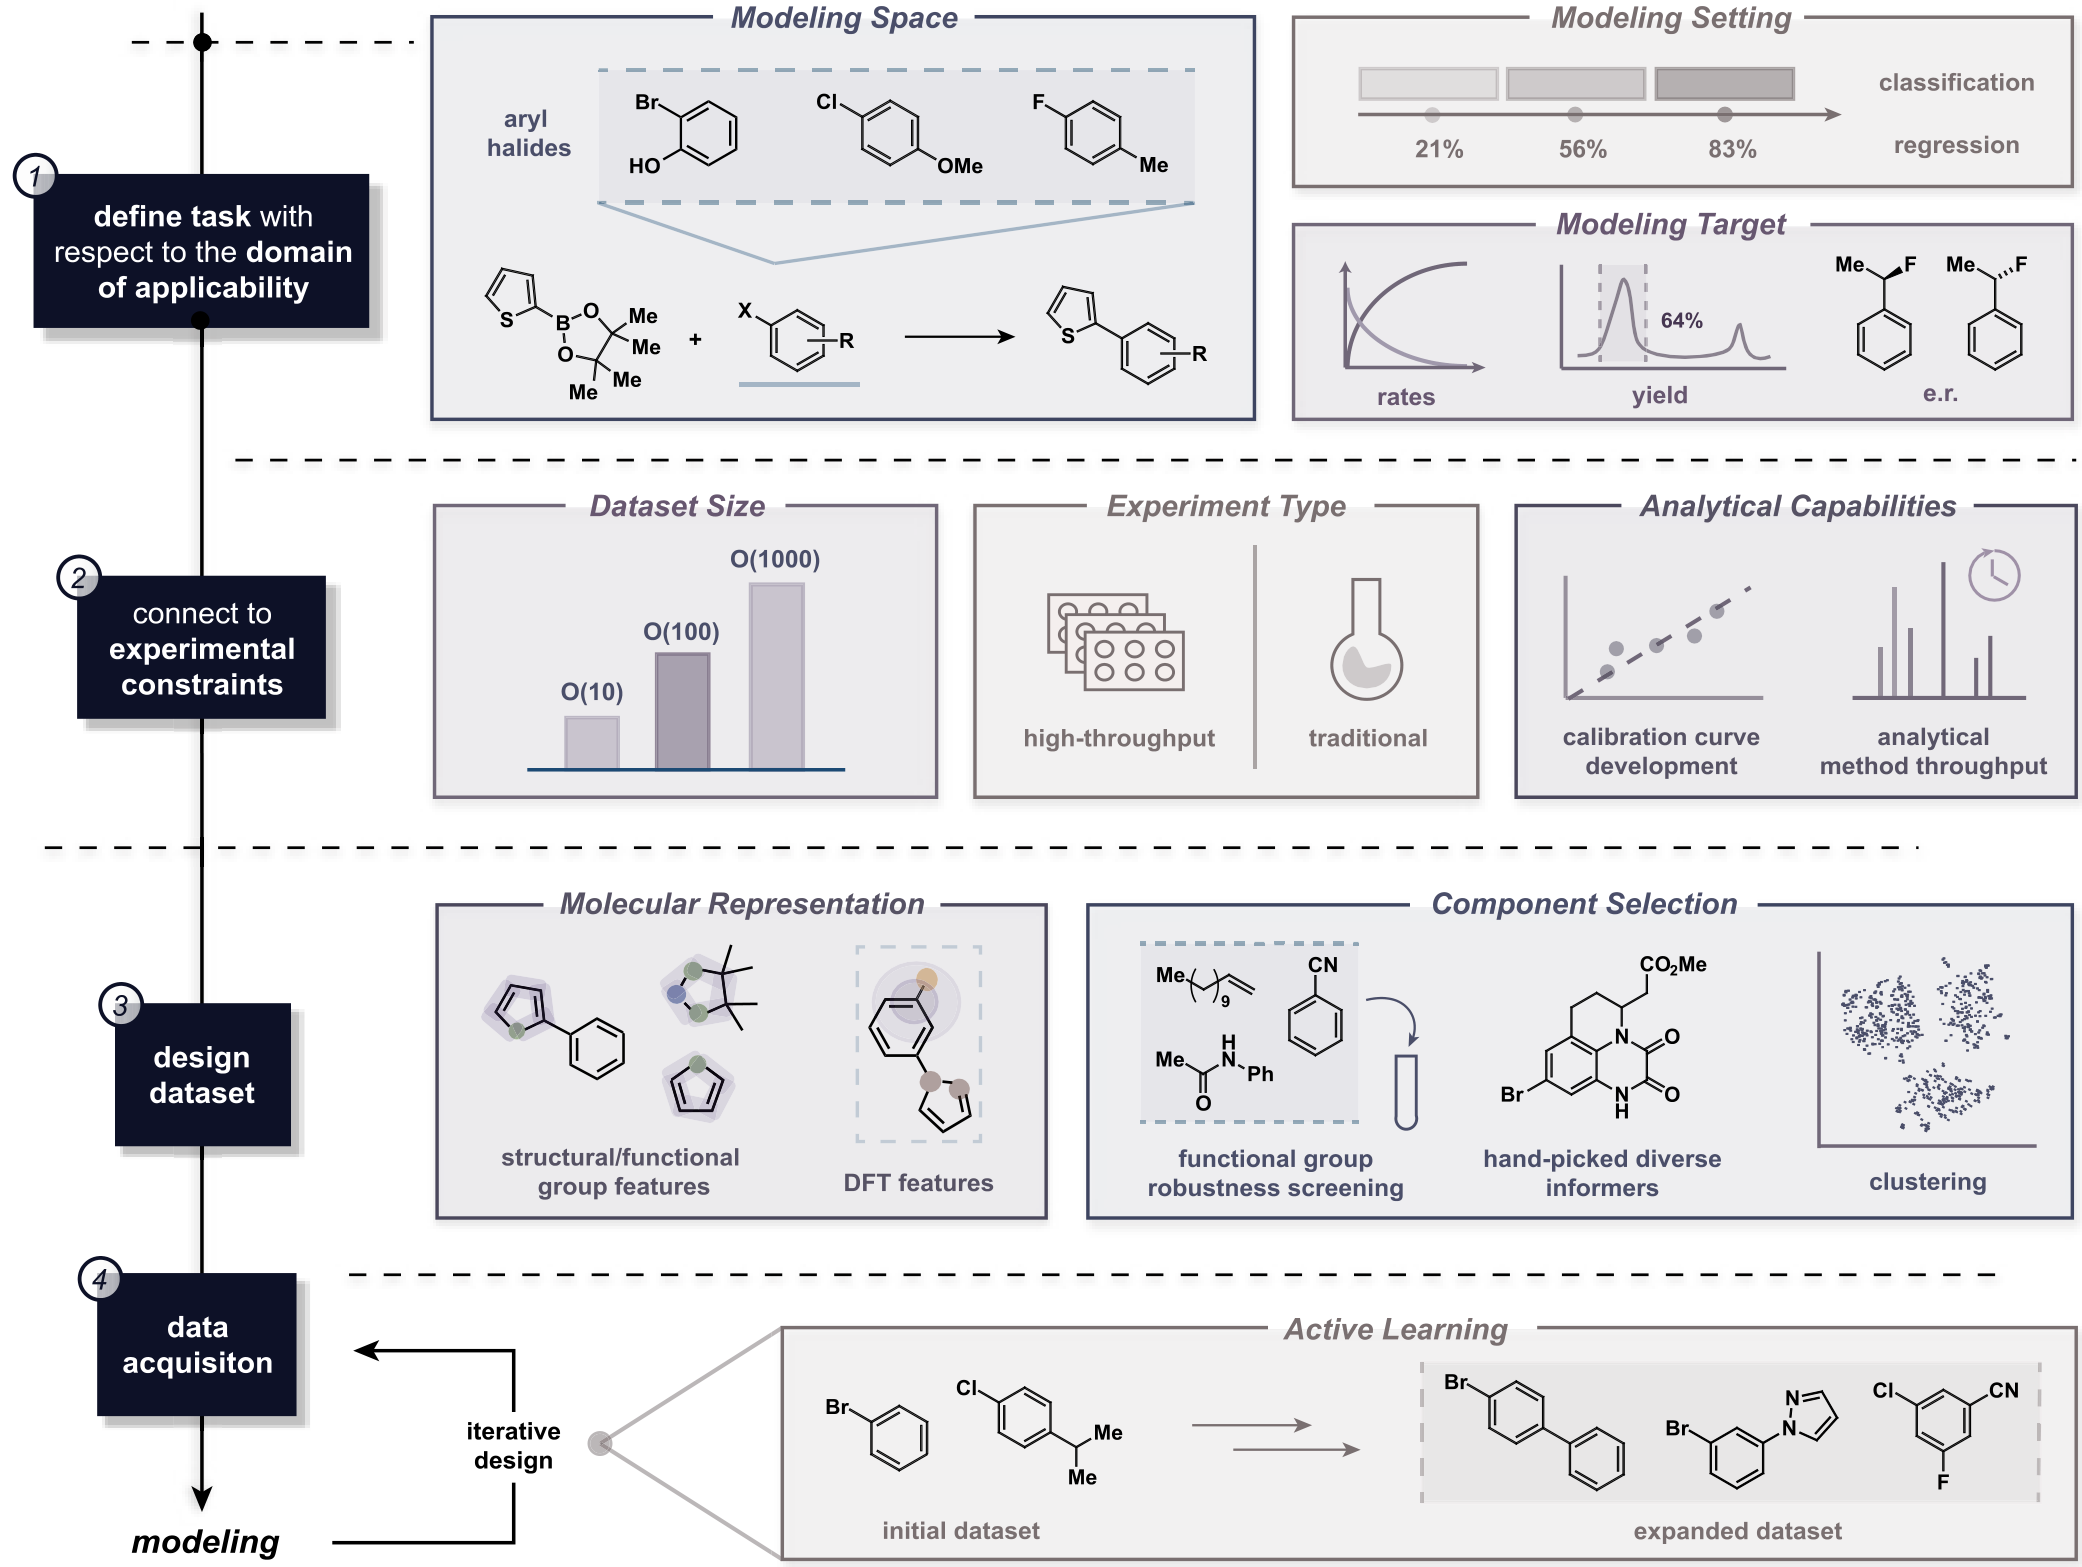 Modeling Space
aryl
halides
Br
HO
Cl
OMe
F
Me
S
B
O
O
Me
Me
Me
Me
+
X
R
S
R
Modeling Setting
classification
21%
56%
83%
regression
Modeling Target
rates
64%
yield
Me
F
Me
F
e.r.
1
define task with
respect to the domain
of applicability
2
connect to
experimental
constraints
Dataset Size
O(10)
O(100)
O(1000)
Experiment Type
high-throughput
traditional
Analytical Capabilities
calibration curve
development
analytical
method throughput
3
design
dataset
Molecular Representation
structural/functional
group features
DFT features
Component Selection
Me
9
CN
Me
O
H
N
Ph
functional group
robustness screening
CO2Me
N
O
O
N
H
Br
hand-picked diverse
informers
clustering
4
data
acquisiton
iterative
design
modeling
Active Learning
Br
Cl
Me
Me
initial dataset
Br
Br
N
N
Cl
CN
F
expanded dataset